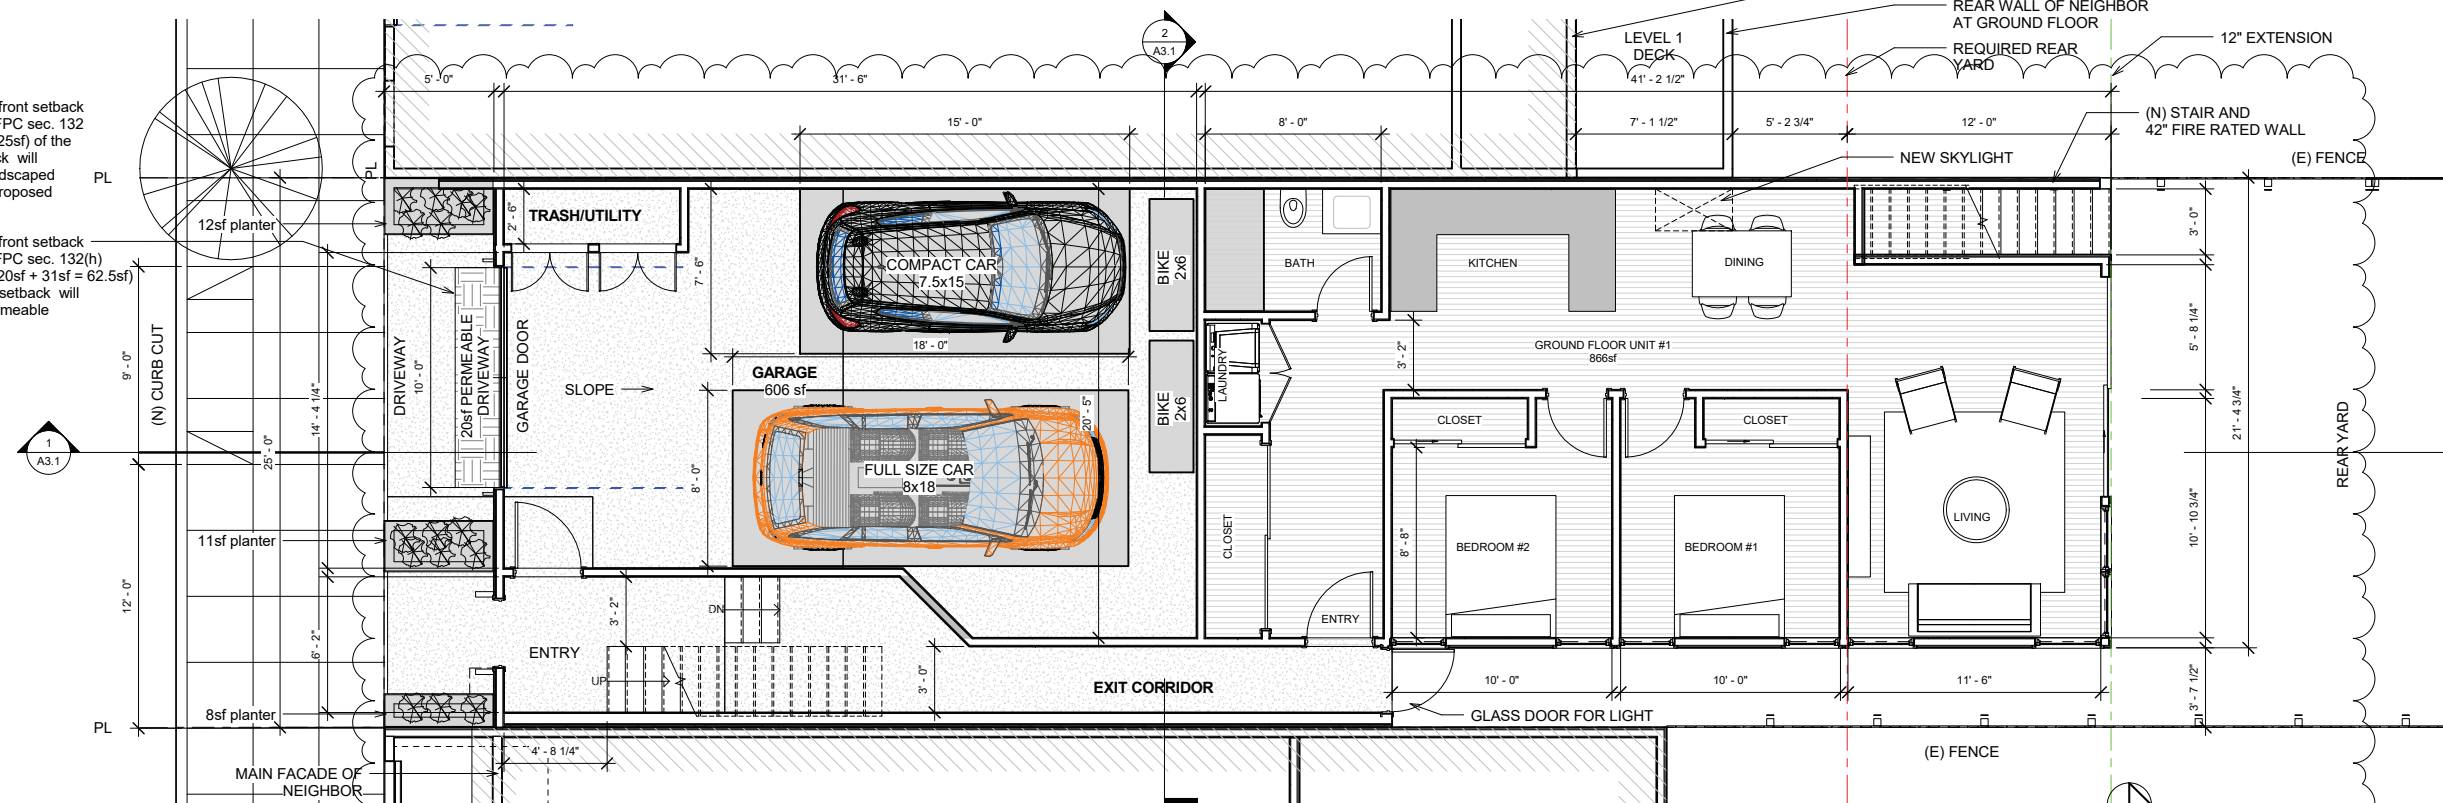 REAR WALL OF NEIGHBOR
AT GROUND FLOOR
2
A3.1
LEVEL 1
DECK
REQUIRED REAR
YARD
12" EXTENSION
5' - 0"
31' - 6"
41' - 2 1/2"
front setback
FPC sec. 132
25sf) of the
will
dscaped
roposed
15' - 0"
8' - 0"
7' - 1 1/2"
5' - 2 3/4"
12' - 0"
(N) STAIR AND
42" FIRE RATED WALL
NEW SKYLIGHT
(E) FENCE
PL
PL
12sf planter
2' - 6"
TRASH/UTILITY
3' - 0"
front setback
FPC sec. 132(h)
20sf + 31sf = 62.5sf)
setback will
meable
7' - 6"
COMPACT CAR
7.5x15
BIKE
2x6
BATH
KITCHEN
DINING
(N) CURB CUT
9' - 0"
14' - 4 1/4"
25' - 0"
DRIVEWAY
10' - 0"
20sf PERMEABLE
DRIVEWAY
GARAGE DOOR
SLOPE
18' - 0"
GARAGE
606 sf
LAUNDRY
3' - 2"
GROUND FLOOR UNIT #1
866sf
5' - 8 1/4"
21' - 4 3/4"
REAR YARD
1
A3.1
BIKE
2x6
20' - 5"
8' - 0"
FULL SIZE CAR
8x18
CLOSET
CLOSET
11sf planter
CLOSET
8' - 8"
BEDROOM #2
BEDROOM #1
LIVING
10' - 10 3/4"
12' - 0"
6' - 2"
3' - 2"
DN
ENTRY
ENTRY
UP
3' - 0"
EXIT CORRIDOR
10' - 0"
10' - 0"
11' - 6"
3' - 7 1/2"
8sf planter
GLASS DOOR FOR LIGHT
PL
4' - 8 1/4"
(E) FENCE
MAIN FACADE OF
NEIGHBOR